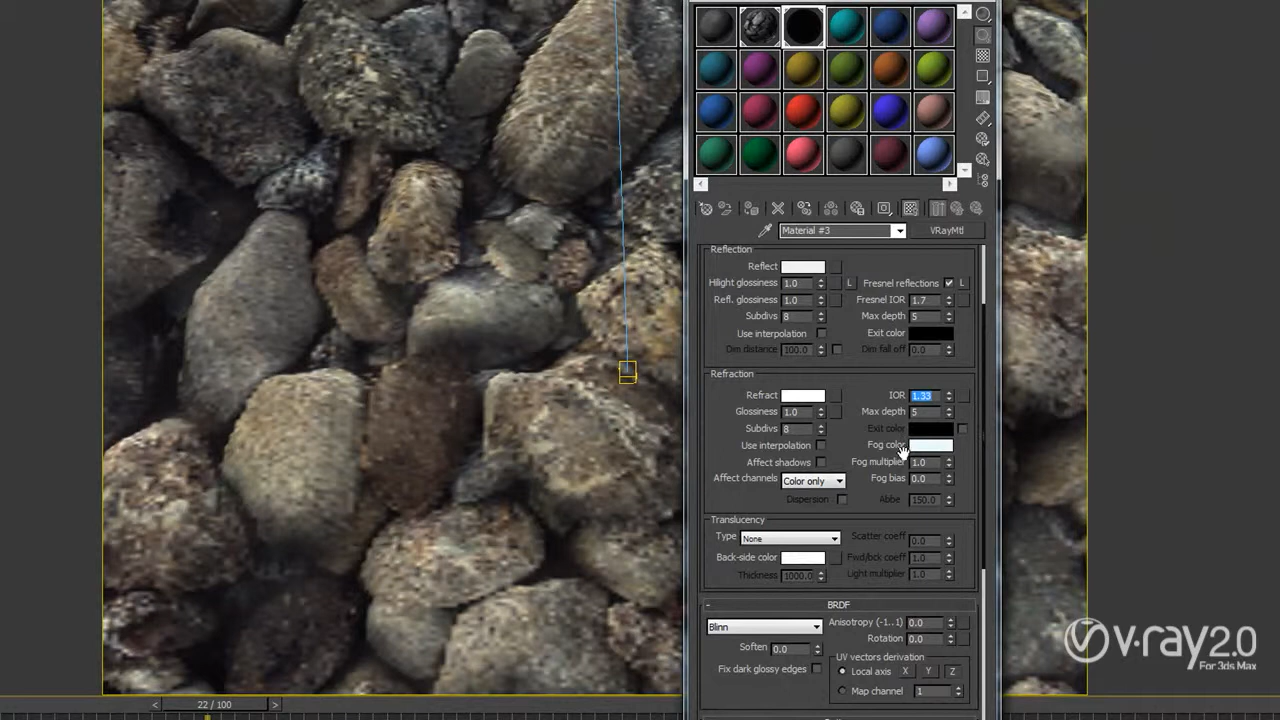 Material #3 VRayMtl
Reflection
Reflect
Hilight glossiness 1.0 L Fresnel reflections L
Refl. glossiness 1.0 Fresnel IOR 1.7
Subdivs 8 Max depth 5
Use interpolation Exit color
Dim distance 100.0 Dim fall off 0.0
Refraction
Refract IOR 1.33
Glossiness 1.0 Max depth 5
Subdivs 8 Exit color
Use interpolation Fog color
Affect shadows Fog multiplier 1.0
Affect channels Color only Fog bias 0.0
Dispersion Abbe 150.0
Translucency
Type None Scatter coeff 0.0
Back-side color Fwd/bck coeff 1.0
Thickness 1000.0 Light multiplier 1.0
- BRDF
Blinn Anisotropy (-1..1) 0.0
Rotation 0.0
Soften 0.0
UV vectors derivation
Fix dark glossy edges Local axis X Y Z
Map channel 1
< 22 / 100 >
v·ray2.0
For 3ds Max